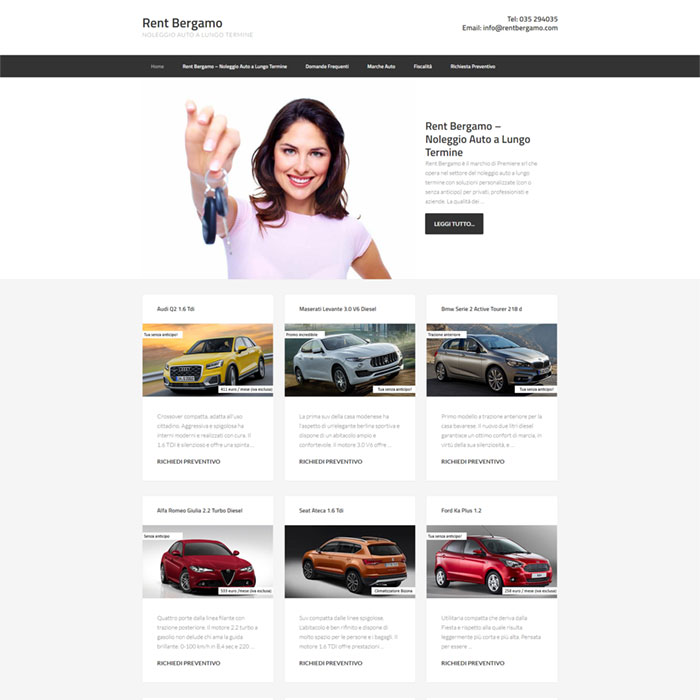 Rent Bergamo
NOLEGGIO AUTO A LUNGO TERMINE
Tel: 035 294035
Email: info@rentbergamo.com
Home Rent Bergamo – Noleggio Auto a Lungo Termine Domande Frequenti Marche Auto Fiscalità Richiesta Preventivo
Rent Bergamo –
Noleggio Auto a Lungo
Termine
Rent Bergamo è il marchio di Premiere srl che
opera nel settore del noleggio auto a lungo
termine con soluzioni personalizzate (con o
senza anticipo) per privati, professionisti e
aziende. La qualità dei ...
LEGGI TUTTO...
Audi Q2 1.6 Tdi
Tua senza anticipo!
411 euro / mese (iva esclusa)
Crossover compatta, adatta all'uso
cittadino. Aggressiva e spigolosa ha
interni moderni e realizzati con cura. Il
1.6 TDI è silenzioso e offre una spinta ...
RICHIEDI PREVENTIVO
Maserati Levante 3.0 V6 Diesel
Promo incredibile
Tua senza anticipo!
La prima suv della casa modenese ha
l'aspetto di un'elegante berlina sportiva e
dispone di un abitacolo ampio e
confortevole. Il motore 3.0 V6 offre ...
RICHIEDI PREVENTIVO
Bmw Serie 2 Active Tourer 218 d
Trazione anteriore
Tua senza anticipo!
Primo modello a trazione anteriore per la
casa bavarese. Il nuovo due litri diesel
garantisce un ottimo confort di marcia, in
virtù della sua silenziosità, e ...
RICHIEDI PREVENTIVO
Alfa Romeo Giulia 2.2 Turbo Diesel
Senza anticipo
559 euro / mese (iva esclusa)
Quattro porte dalla linea filante con
trazione posteriore. Il motore 2.2 turbo a
gasolio non delude chi ama la guida
brillante. 0-100 km/h in 8,4 sec e 220 ...
RICHIEDI PREVENTIVO
Seat Ateca 1.6 Tdi
Climatizzatore Bizona
Suv compatta dalle linee spigolose.
L'abitacolo è ben rifinito e dispone di
molto spazio per le persone e i bagagli. Il
motore 1.6 TDI offre prestazioni ...
RICHIEDI PREVENTIVO
Ford Ka Plus 1.2
Tua senza anticipo!
258 euro / mese (iva esclusa)
Utilitaria compatta che deriva dalla
Fiesta e rispetto alla quale risulta
leggermente più corta e più alta. Pensata
per essere ...
RICHIEDI PREVENTIVO